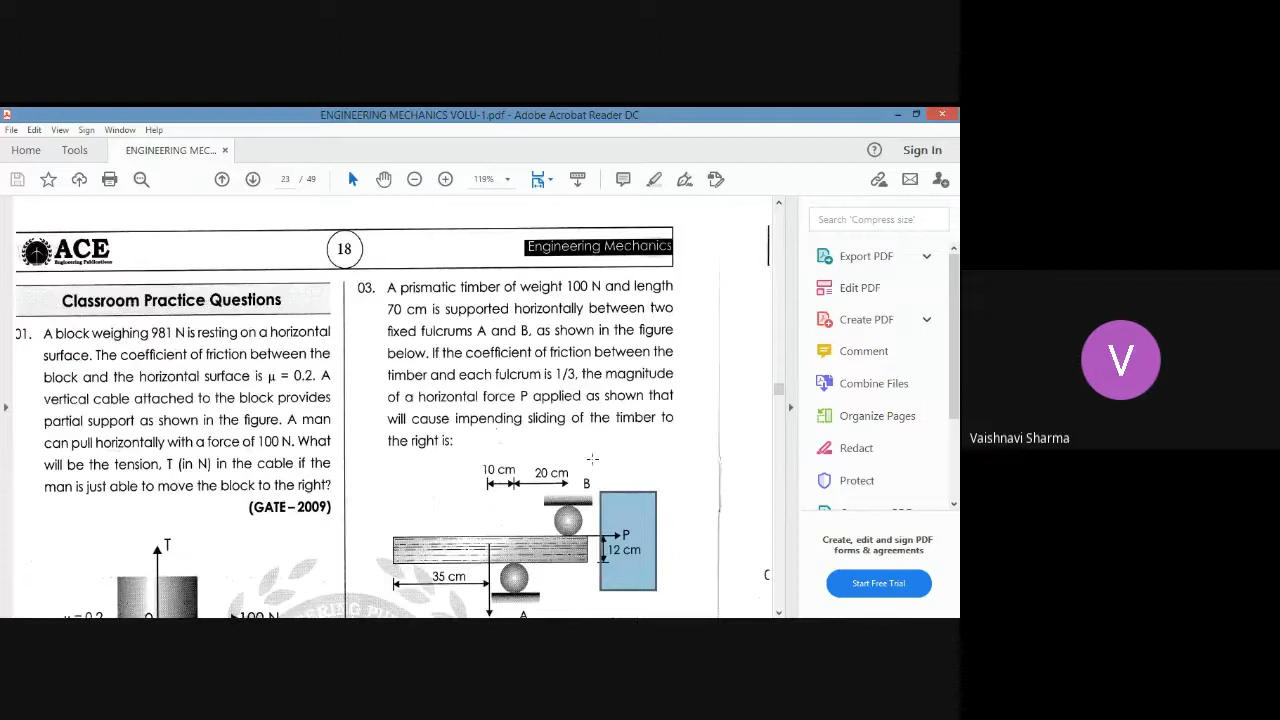 ENGINEERING MECHANICS VOLU-1.pdf - Adobe Acrobat Reader DC
File Edit View Sign Window Help
Home Tools ENGINEERING MEC... × Sign In
23 / 49 119%
ACE
Engineering Publications
18
Engineering Mechanics
Classroom Practice Questions
01. A block weighing 981 N is resting on a horizontal
surface. The coefficient of friction between the
block and the horizontal surface is μ = 0.2. A
vertical cable attached to the block provides
partial support as shown in the figure. A man
can pull horizontally with a force of 100 N. What
will be the tension, T (in N) in the cable if the
man is just able to move the block to the right?
(GATE – 2009)
T
μ = 0.2
100 N
03. A prismatic timber of weight 100 N and length
70 cm is supported horizontally between two
fixed fulcrums A and B, as shown in the figure
below. If the coefficient of friction between the
timber and each fulcrum is 1/3, the magnitude
of a horizontal force P applied as shown that
will cause impending sliding of the timber to
the right is:
10 cm 20 cm B
P
12 cm
35 cm
A
Search 'Compress size'
Export PDF
Edit PDF
Create PDF
Comment
Combine Files
Organize Pages
Redact
Protect
Create, edit and sign PDF
forms & agreements
Start Free Trial
V
Vaishnavi Sharma